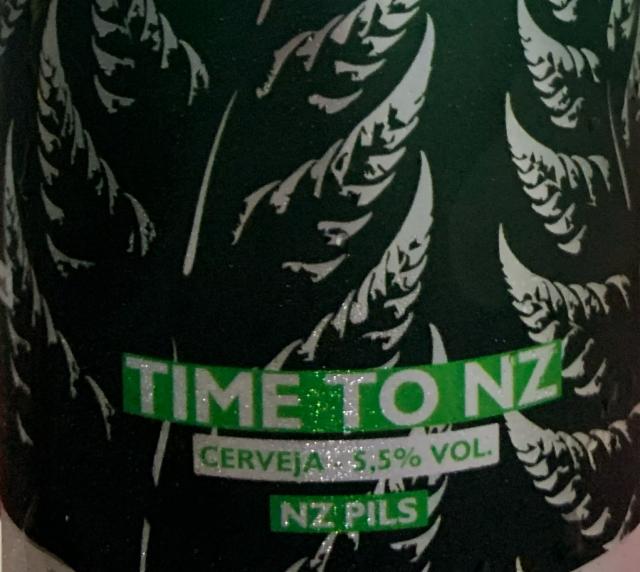 TIME TO NZ
CERVEJA - 5,5% VOL.
NZ PILS